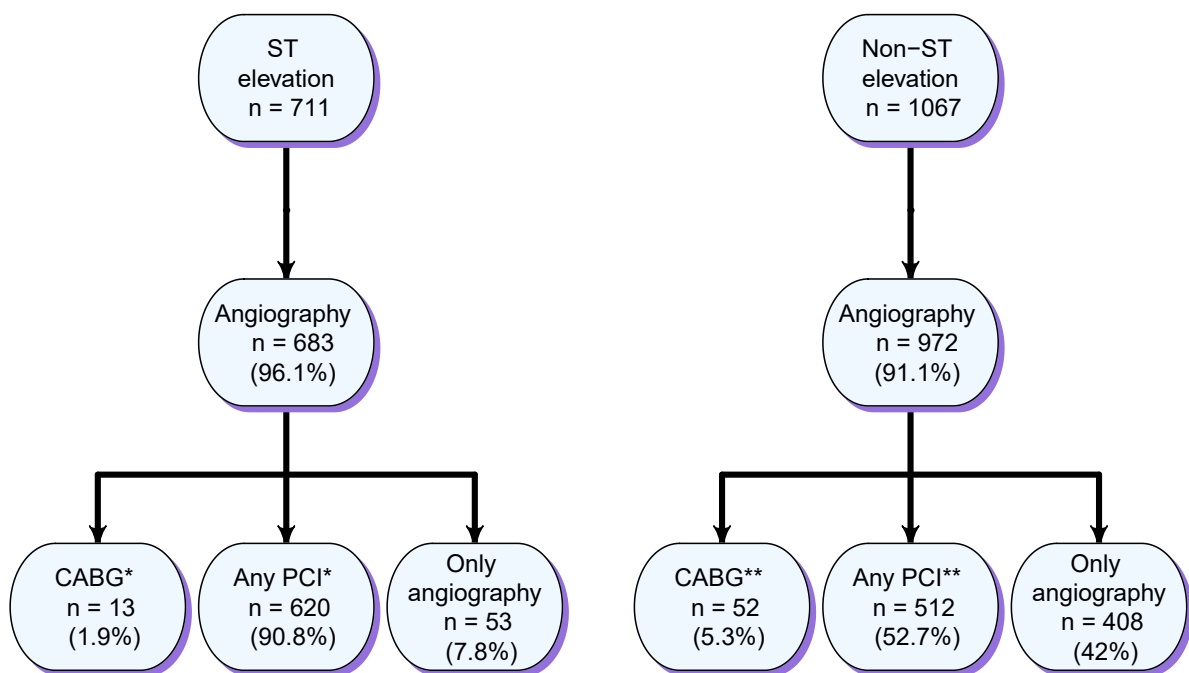 ST
elevation
n = 711
Non−ST
elevation
n = 1067
Angiography
n = 683
(96.1%)
Angiography
n = 972
(91.1%)
CABG*
n = 13
(1.9%)
Any PCI*
n = 620
(90.8%)
Only
angiography
n = 53
(7.8%)
CABG**
n = 52
(5.3%)
Any PCI**
n = 512
(52.7%)
Only
angiography
n = 408
(42%)